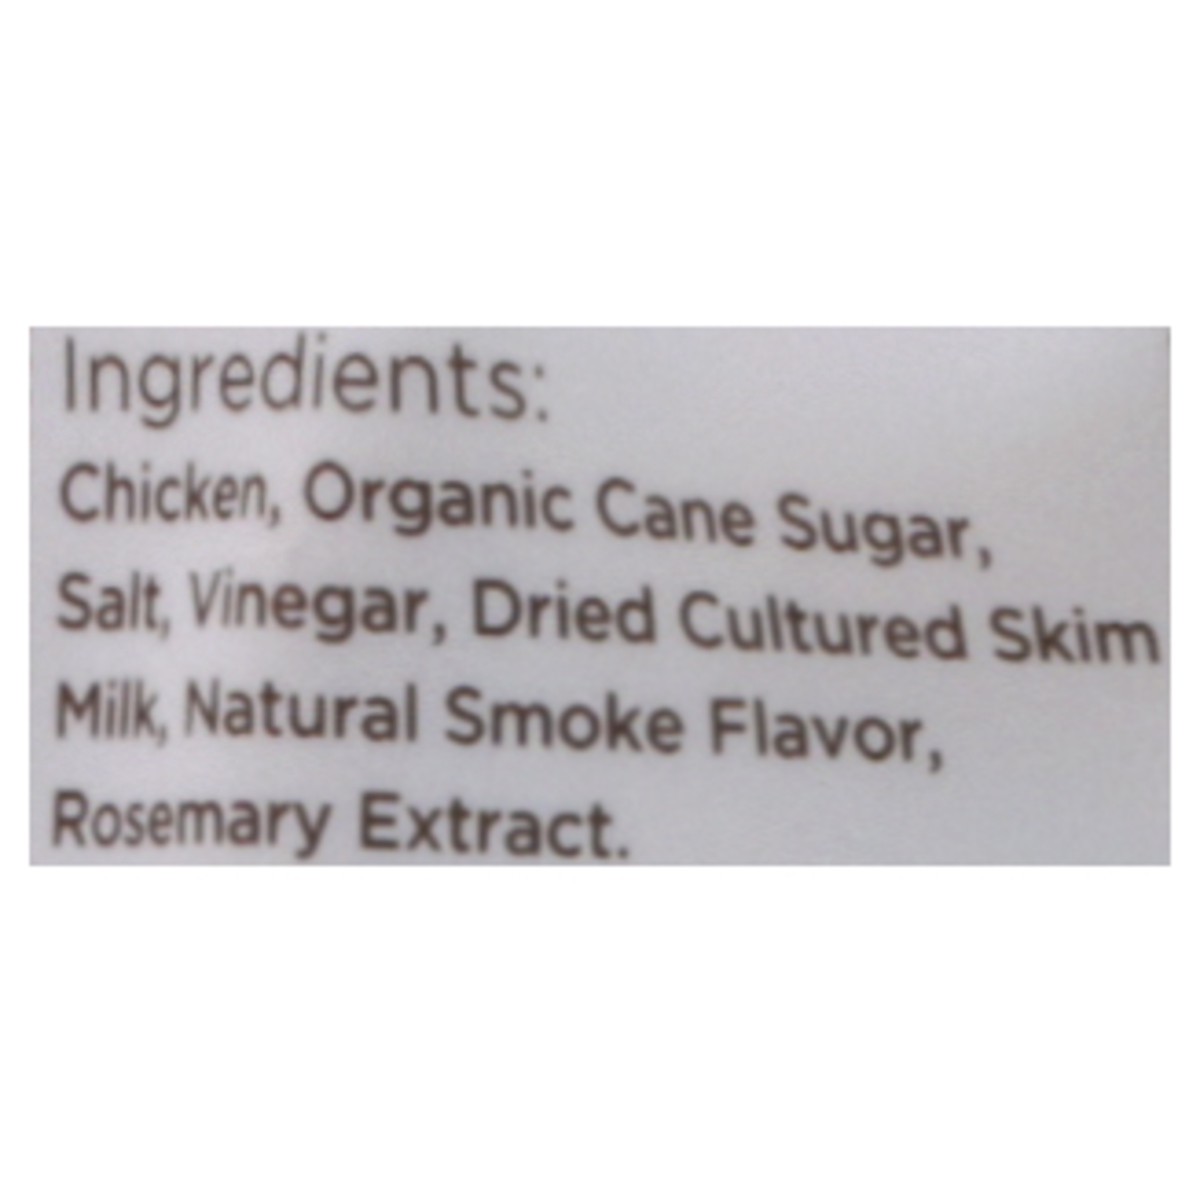 Ingredients:
Chicken, Organic Cane Sugar,
Salt, Vinegar, Dried Cultured Skim
Milk, Natural Smoke Flavor,
Rosemary Extract.